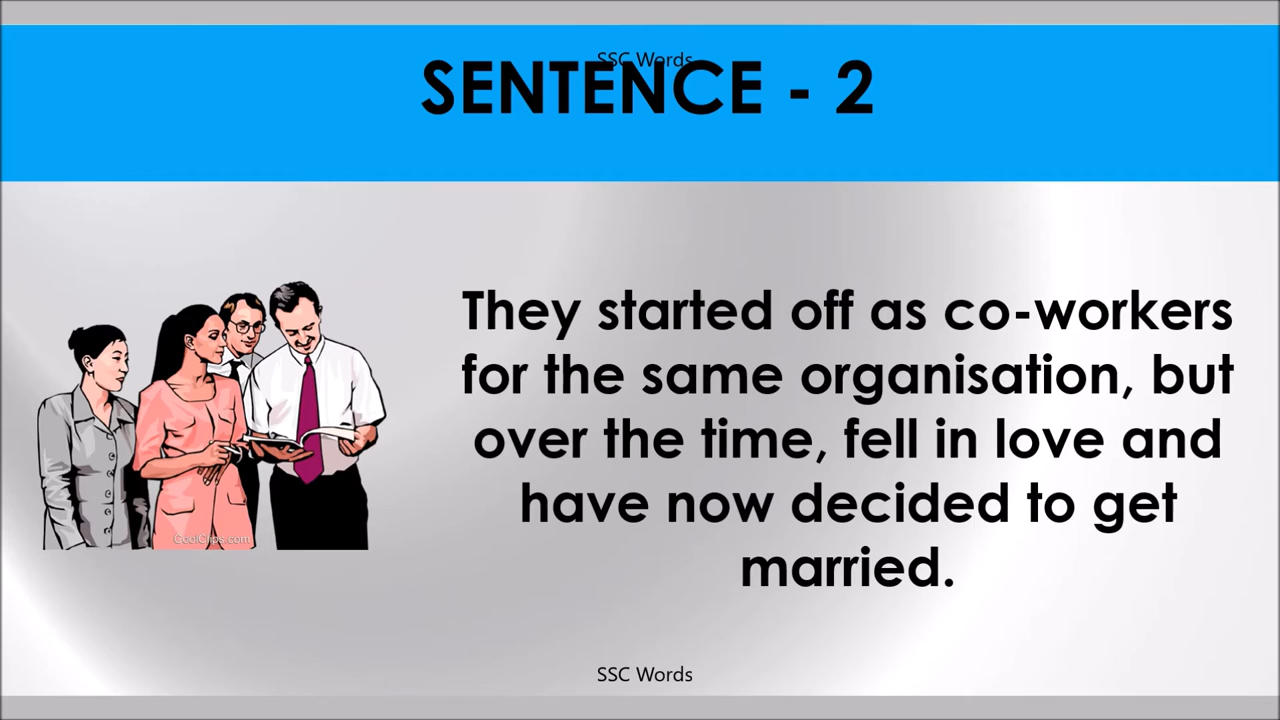 SSC Words
SENTENCE - 2
They started off as co-workers
for the same organisation, but
over the time, fell in love and
have now decided to get
married.
CoolClips.com
SSC Words